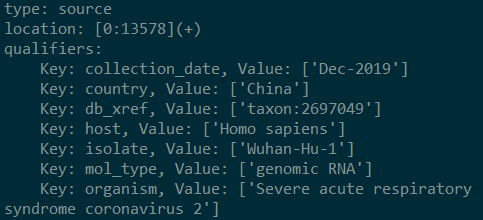 type: source
location: [0:13578](+)
qualifiers:
    Key: collection_date, Value: ['Dec-2019']
    Key: country, Value: ['China']
    Key: db_xref, Value: ['taxon:2697049']
    Key: host, Value: ['Homo sapiens']
    Key: isolate, Value: ['Wuhan-Hu-1']
    Key: mol_type, Value: ['genomic RNA']
    Key: organism, Value: ['Severe acute respiratory
syndrome coronavirus 2']